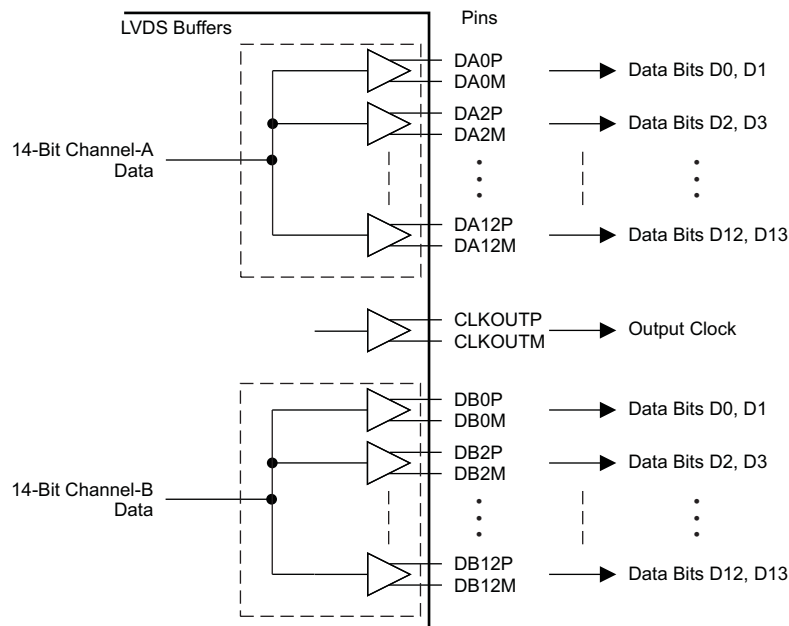 LVDS Buffers
Pins
DA0P
DA0M
Data Bits D0, D1
DA2P
DA2M
Data Bits D2, D3
14-Bit Channel-A
Data
DA12P
DA12M
Data Bits D12, D13
CLKOUTP
CLKOUTM
Output Clock
DB0P
DB0M
Data Bits D0, D1
DB2P
DB2M
Data Bits D2, D3
14-Bit Channel-B
Data
DB12P
DB12M
Data Bits D12, D13